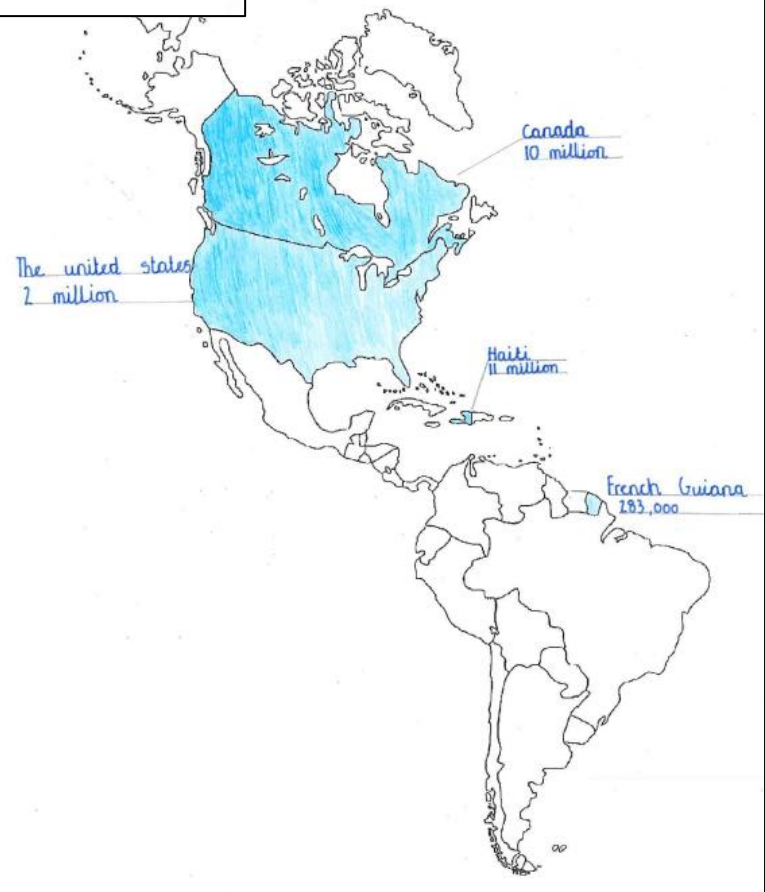 Canada
10 million
The united states
2 million
Haiti
11 million
French Guiana
283,000